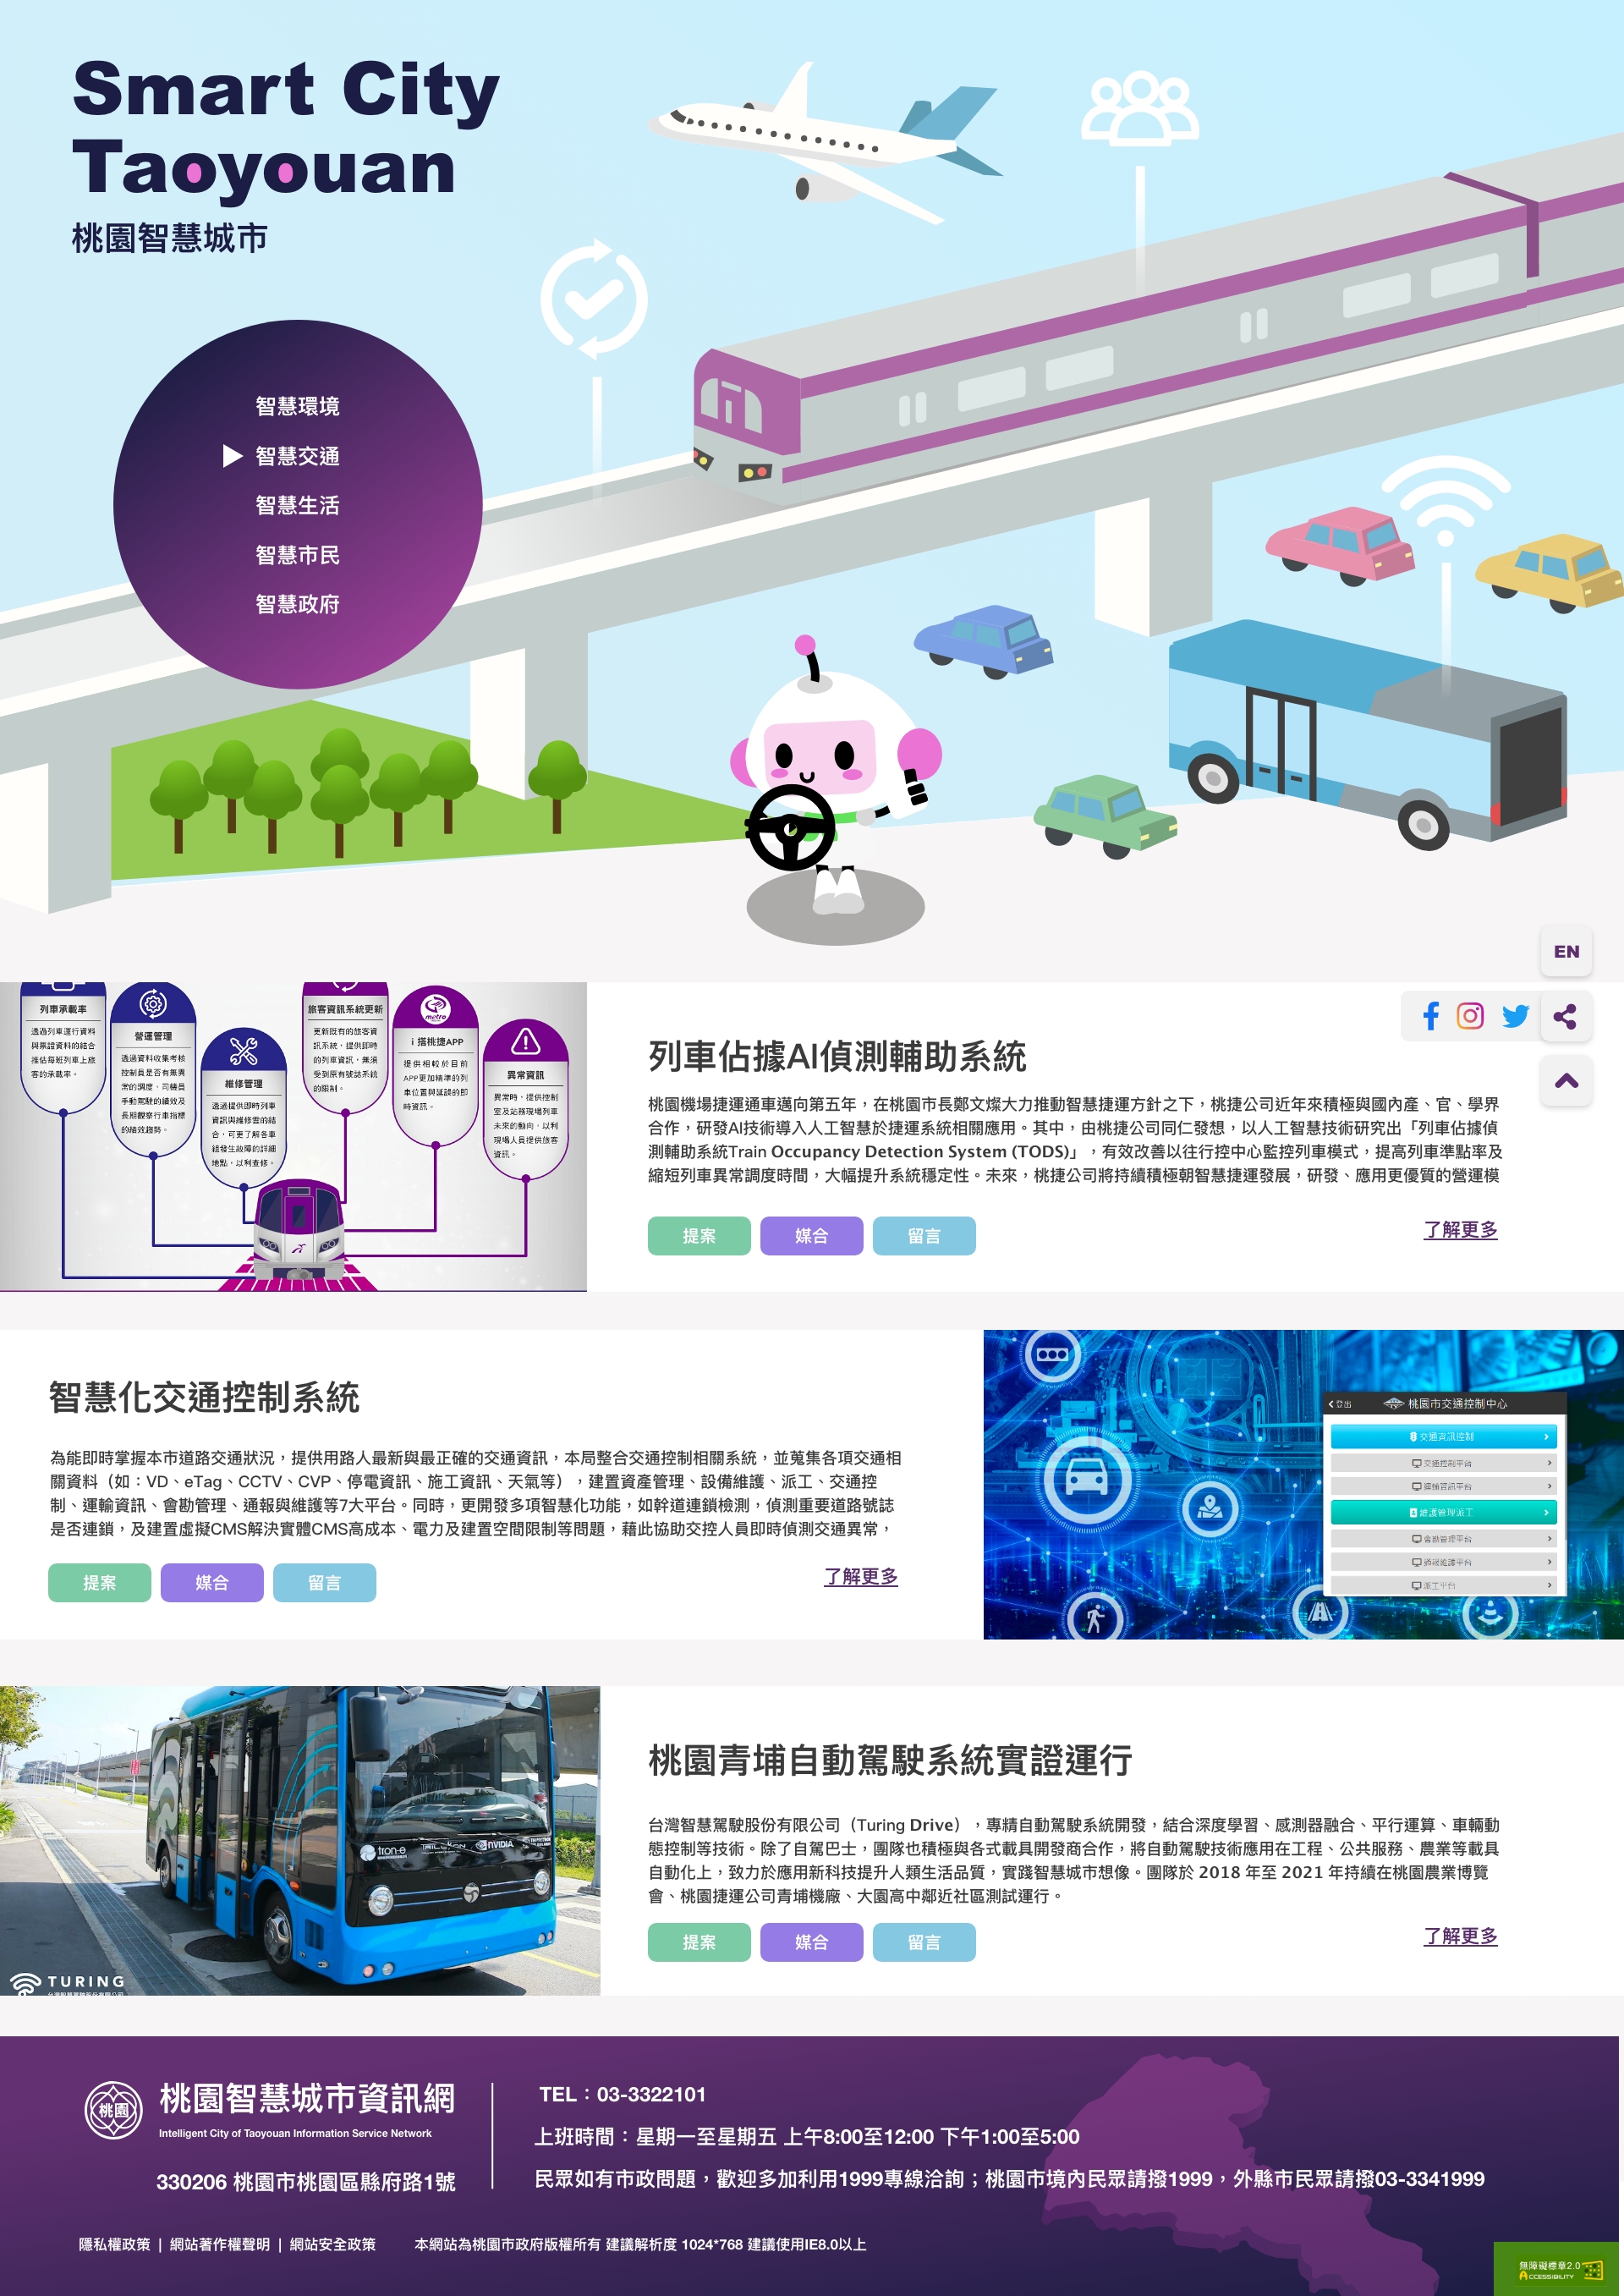 Smart City
Taoyouan
桃園智慧城市
智慧環境
智慧交通
智慧生活
智慧市民
智慧政府
EN
列車承載率
透過列車運行資料
與票證資料的結合
推估每班列車上旅
客的承載率。
營運管理
透過資料收集考核
控制員是否有無異
常的調度、司機員
手動駕駛的績效及
長期觀察行車指標
的績效趨勢。
維修管理
透過提供即時列車
資訊與維修雲的結
合，可更了解各車
組發生故障的詳細
地點，以利查修。
旅客資訊系統更新
更新既有的旅客資
訊系統，提供即時
的列車資訊，無須
受到原有號誌系統
的限制。
metro
i 搭桃捷APP
提供相較於目前
APP更加精準的列
車位置與延誤的即
時資訊。
異常資訊
異常時，提供控制
室及站務現場列車
未來的動向，以利
現場人員提供旅客
資訊。
列車佔據AI偵測輔助系統
桃園機場捷運通車邁向第五年，在桃園市長鄭文燦大力推動智慧捷運方針之下，桃捷公司近年來積極與國內產、官、學界
合作，研發AI技術導入人工智慧於捷運系統相關應用。其中，由桃捷公司同仁發想，以人工智慧技術研究出「列車佔據偵
測輔助系統Train Occupancy Detection System (TODS)」，有效改善以往行控中心監控列車模式，提高列車準點率及
縮短列車異常調度時間，大幅提升系統穩定性。未來，桃捷公司將持續積極朝智慧捷運發展，研發、應用更優質的營運模
提案
媒合
留言
了解更多
智慧化交通控制系統
為能即時掌握本市道路交通狀況，提供用路人最新與最正確的交通資訊，本局整合交通控制相關系統，並蒐集各項交通相
關資料（如：VD、eTag、CCTV、CVP、停電資訊、施工資訊、天氣等），建置資產管理、設備維護、派工、交通控
制、運輸資訊、會勘管理、通報與維護等7大平台。同時，更開發多項智慧化功能，如幹道連鎖檢測，偵測重要道路號誌
是否連鎖，及建置虛擬CMS解決實體CMS高成本、電力及建置空間限制等問題，藉此協助交控人員即時偵測交通異常，
提案
媒合
留言
了解更多
登出
桃園市交通控制中心
交通資訊控制
交通控制平台
運輸資訊平台
維護管理派工
會勘管理平台
通報維護平台
派工平台
tron-e
NVIDIA
TURING
桃園青埔自動駕駛系統實證運行
台灣智慧駕駛股份有限公司（Turing Drive），專精自動駕駛系統開發，結合深度學習、感測器融合、平行運算、車輛動
態控制等技術。除了自駕巴士，團隊也積極與各式載具開發商合作，將自動駕駛技術應用在工程、公共服務、農業等載具
自動化上，致力於應用新科技提升人類生活品質，實踐智慧城市想像。團隊於 2018 年至 2021 年持續在桃園農業博覽
會、桃園捷運公司青埔機廠、大園高中鄰近社區測試運行。
提案
媒合
留言
了解更多
桃園
桃園智慧城市資訊網
Intelligent City of Taoyouan Information Service Network
330206 桃園市桃園區縣府路1號
TEL：03-3322101
上班時間：星期一至星期五 上午8:00至12:00 下午1:00至5:00
民眾如有市政問題，歡迎多加利用1999專線洽詢；桃園市境內民眾請撥1999，外縣市民眾請撥03-3341999
隱私權政策 | 網站著作權聲明 | 網站安全政策
本網站為桃園市政府版權所有 建議解析度 1024*768 建議使用IE8.0以上
無障礙標章2.0
ACCESSIBILITY